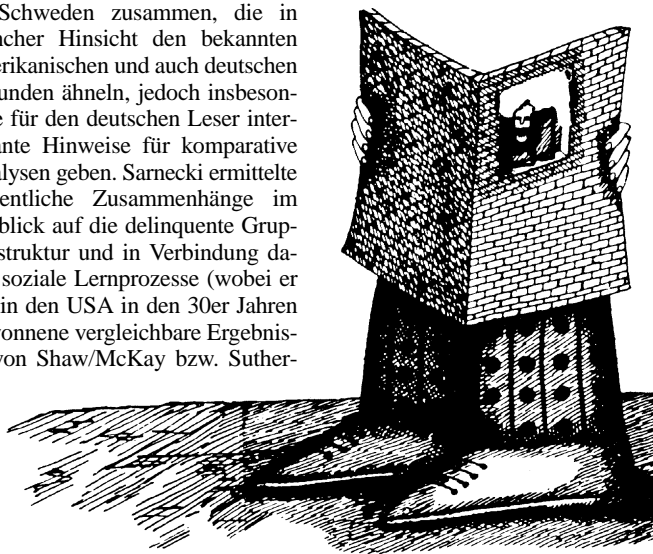 Schweden zusammen, die in
ncher Hinsicht den bekannten
erikanischen und auch deutschen
unden ähneln, jedoch insbeson-
e für den deutschen Leser inter-
ante Hinweise für komparative
alysen geben. Sarnecki ermittelte
entliche Zusammenhänge im
blick auf die delinquente Grup-
struktur und in Verbindung da-
soziale Lernprozesse (wobei er
in den USA in den 30er Jahren
onnene vergleichbare Ergebnis-
von Shaw/McKay bzw. Suther-